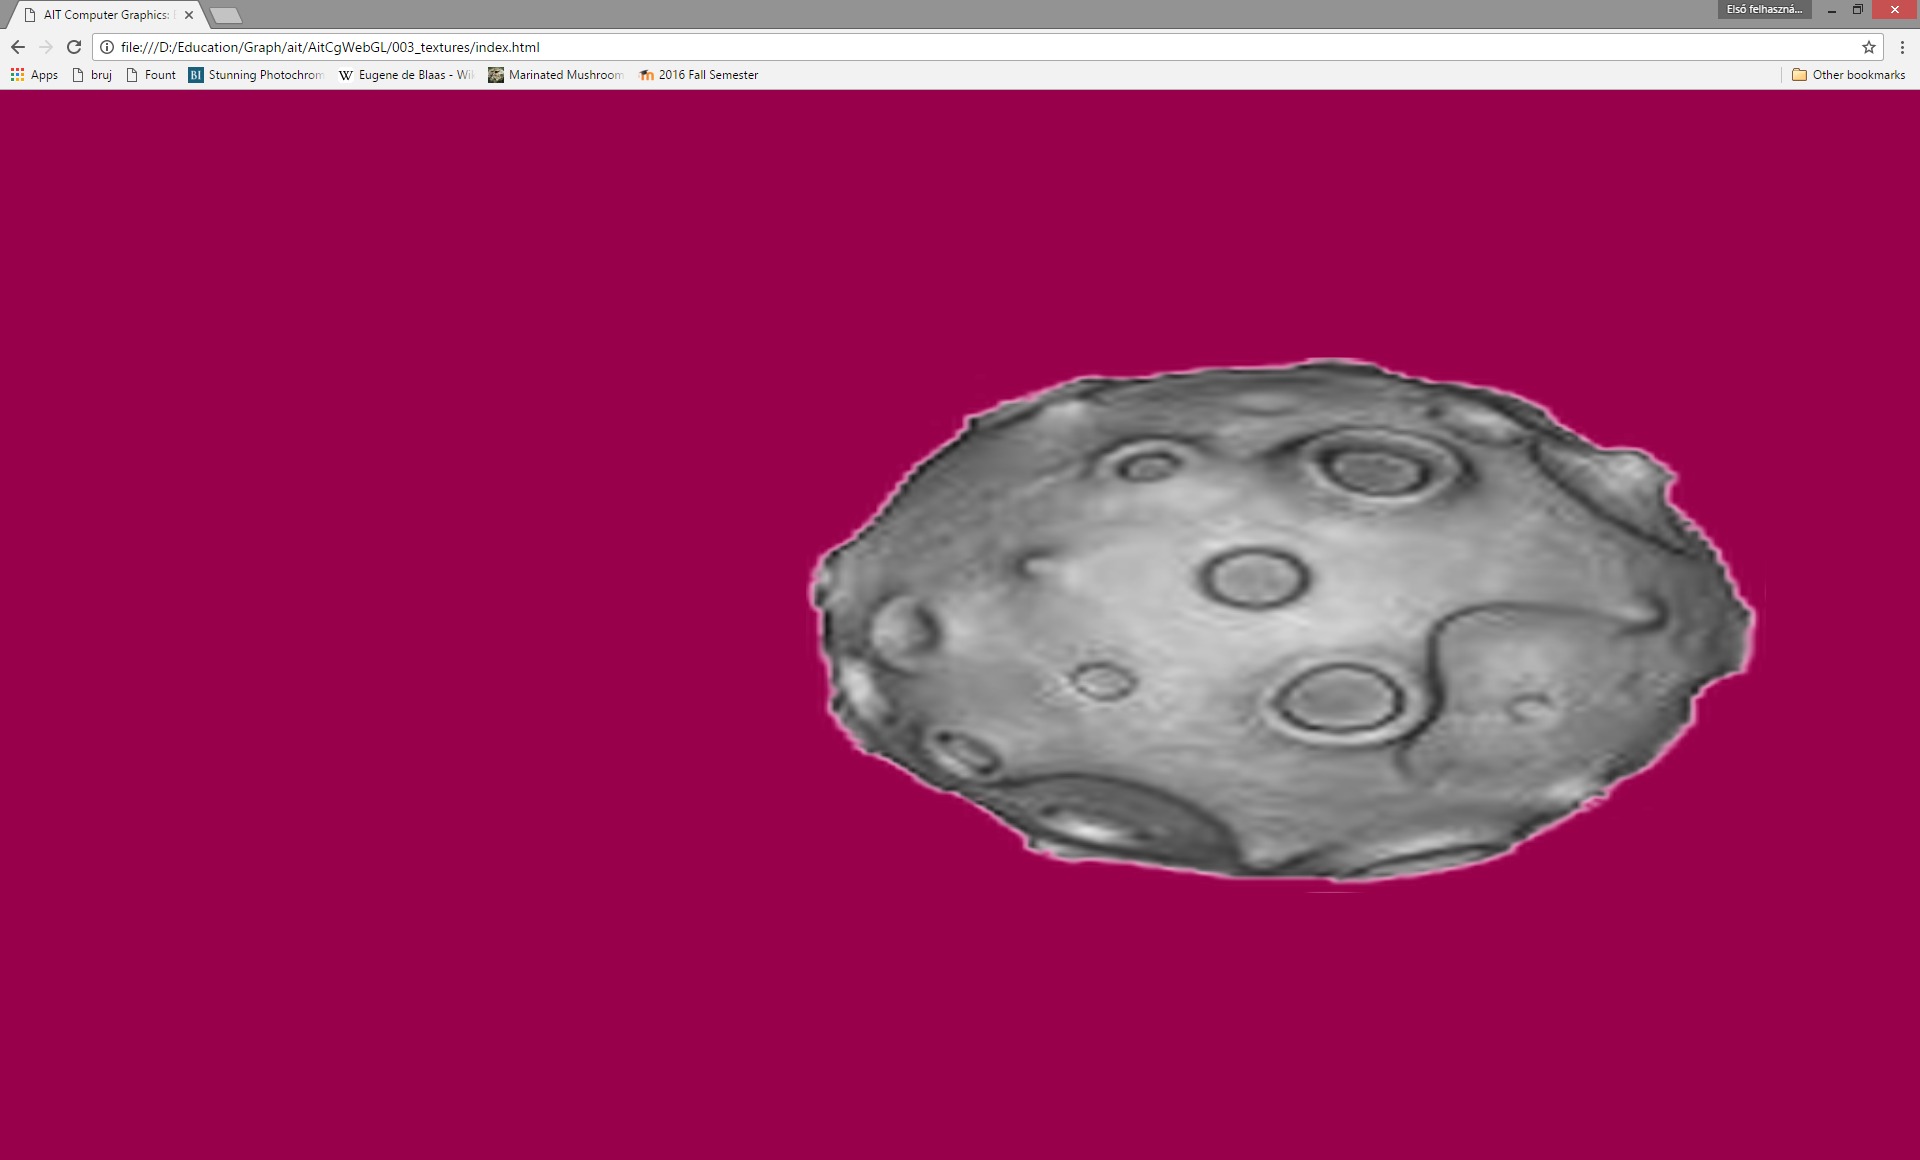 AIT Computer Graphics:
Első felhaszná...
file:///D:/Education/Graph/ait/AitCgWebGL/003_textures/index.html
Apps bruj Fount BI Stunning Photochrom W Eugene de Blaas - Wi Marinated Mushroom 2016 Fall Semester Other bookmarks